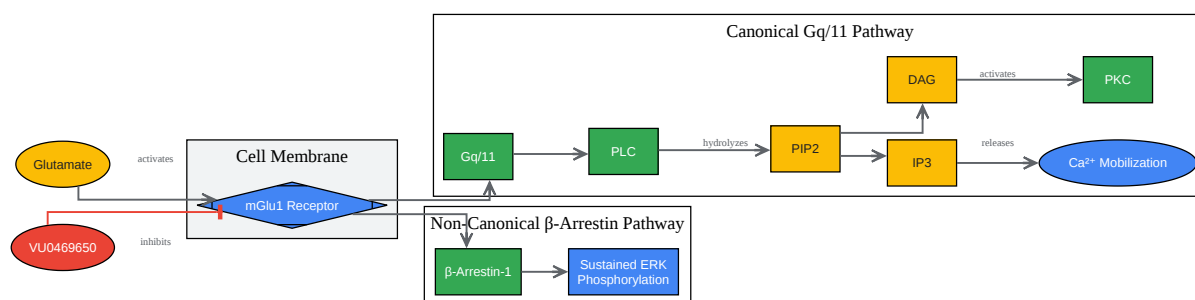 Canonical Gq/11 Pathway
DAG
activates
PKC
Gq/11
PLC
hydrolyzes
PIP2
IP3
releases
Ca²⁺ Mobilization
Glutamate
activates
Cell Membrane
mGlu1 Receptor
VU0469650
inhibits
Non-Canonical β-Arrestin Pathway
β-Arrestin-1
Sustained ERK
Phosphorylation